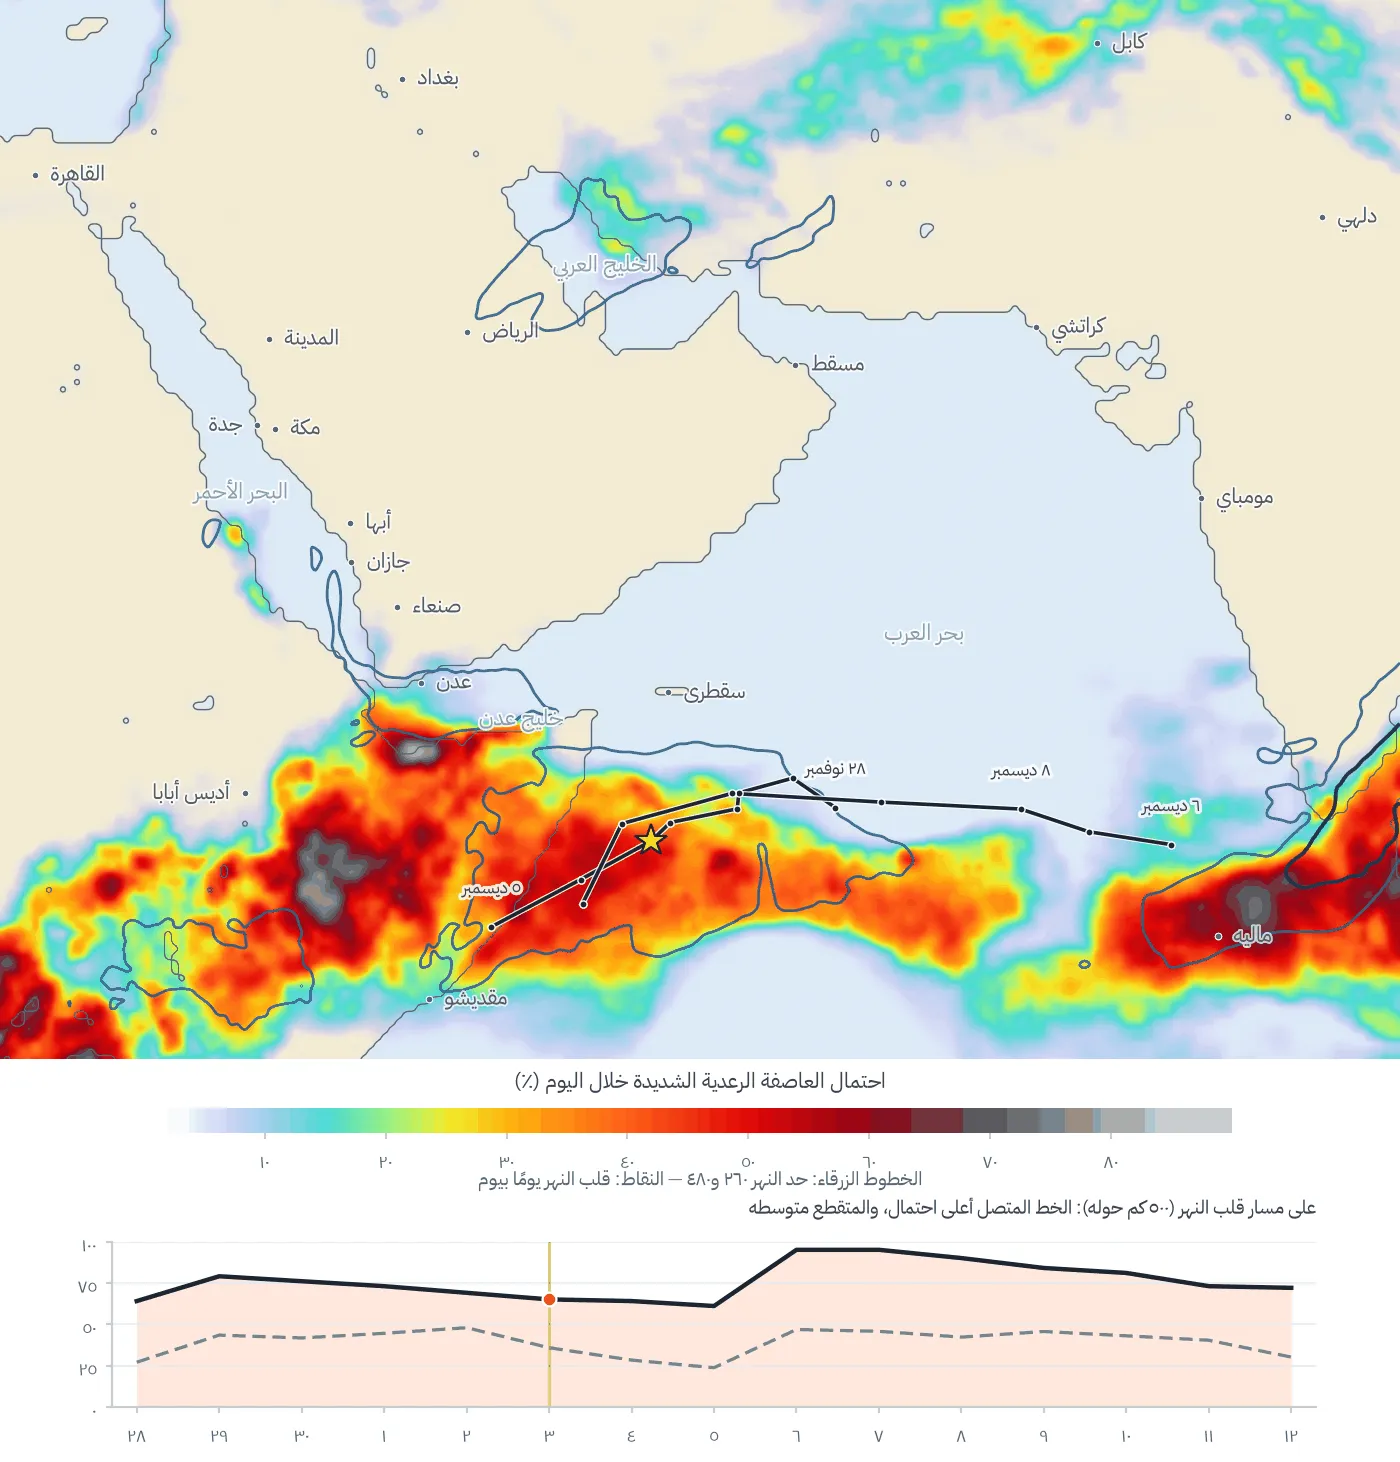 كابل
بغداد
القاهرة
دلهي
الخليج العربي
كراتشي
الرياض
المدينة
مسقط
جدة
مكة
البحر الأحمر
مومباي
أبها
جازان
صنعاء
بحر العرب
عدن
سقطرى
خليج عدن
٢٨ نوفمبر
٨ ديسمبر
أديس أبابا
٦ ديسمبر
٥ ديسمبر
ماليه
مقديشو
احتمال العاصفة الرعدية الشديدة خلال اليوم (٪)
١٠ ٢٠ ٣٠ ٤٠ ٥٠ ٦٠ ٧٠ ٨٠
الخطوط الزرقاء: حد النهر ٢٦٠ و٤٨٠ — النقاط: قلب النهر يومًا بيوم
على مسار قلب النهر (٥٠٠ كم حوله): الخط المتصل أعلى احتمال، والمتقطع متوسطه
١٠٠
٧٥
٥٠
٢٥
٠
٢٨ ٢٩ ٣٠ ١ ٢ ٣ ٤ ٥ ٦ ٧ ٨ ٩ ١٠ ١١ ١٢